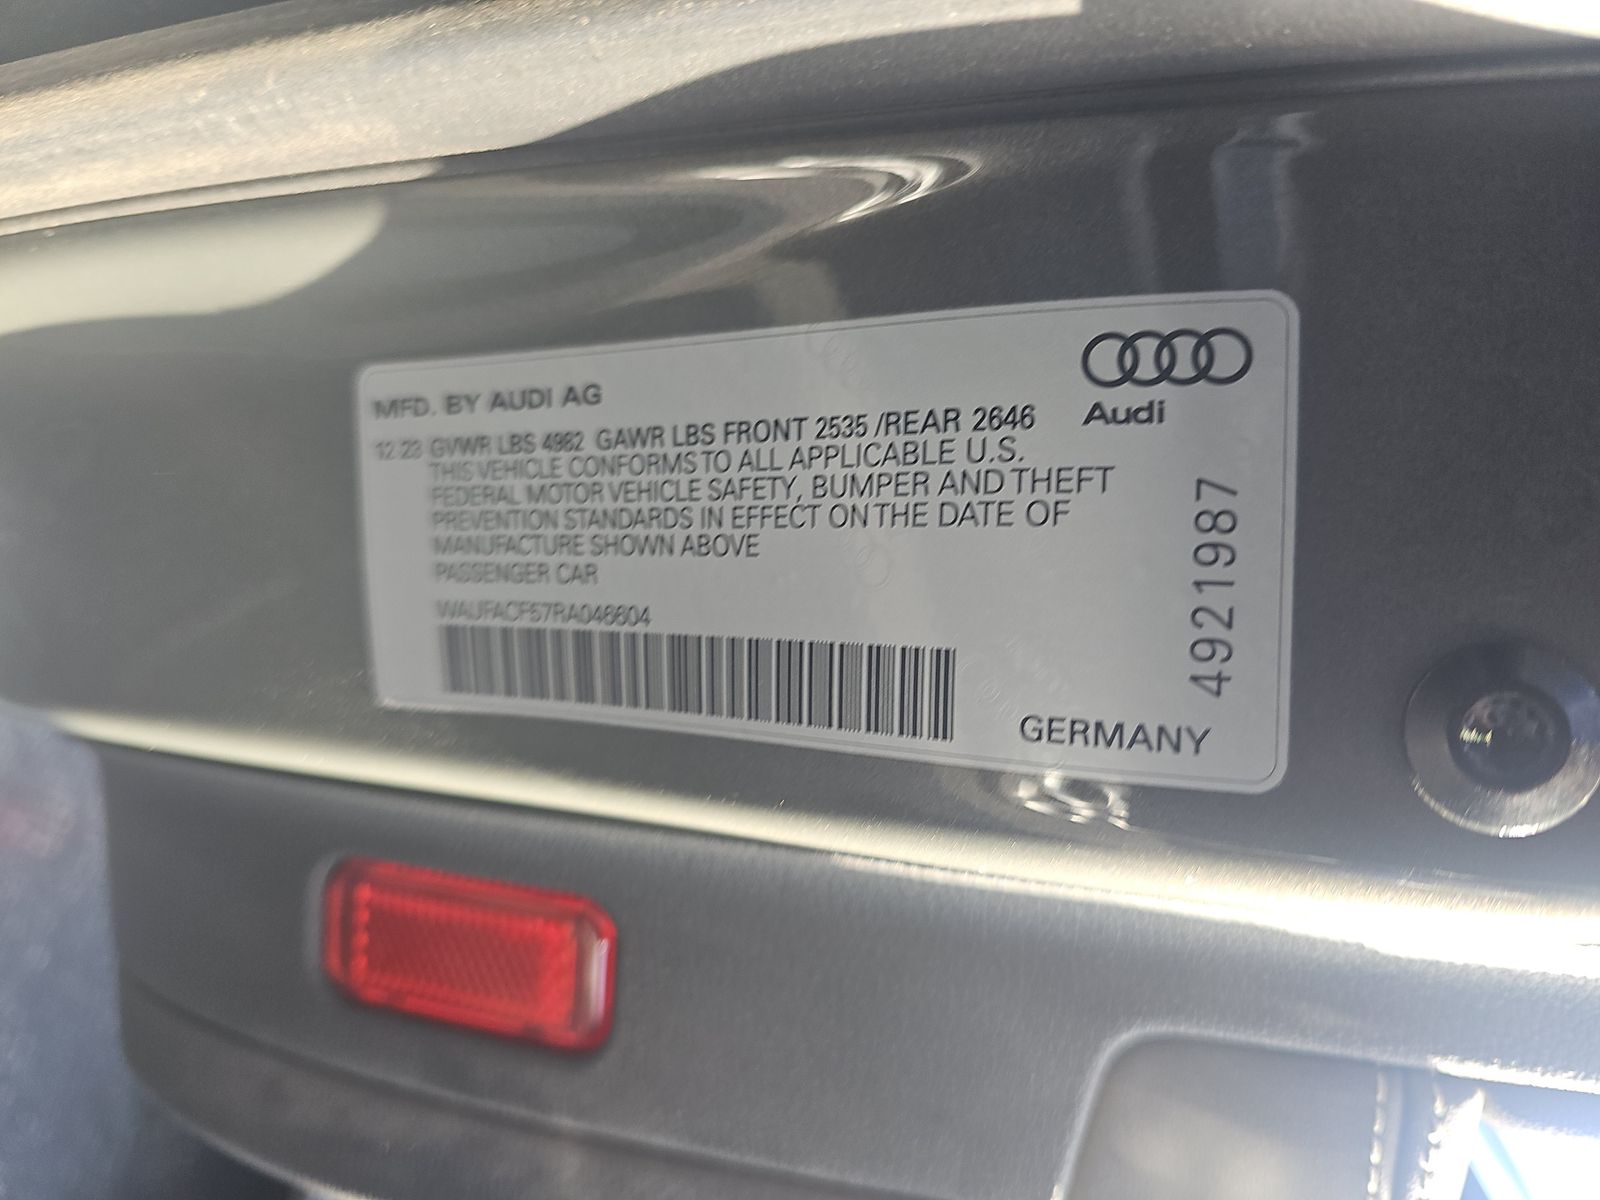 MFD. BY AUDI AG
Audi
12 23 GVWR LBS 4982 GAWR LBS FRONT 2535 /REAR 2646
THIS VEHICLE CONFORMS TO ALL APPLICABLE U.S.
FEDERAL MOTOR VEHICLE SAFETY, BUMPER AND THEFT
PREVENTION STANDARDS IN EFFECT ON THE DATE OF
MANUFACTURE SHOWN ABOVE
PASSENGER CAR
WAUFACF57RA046604
GERMANY
4921987